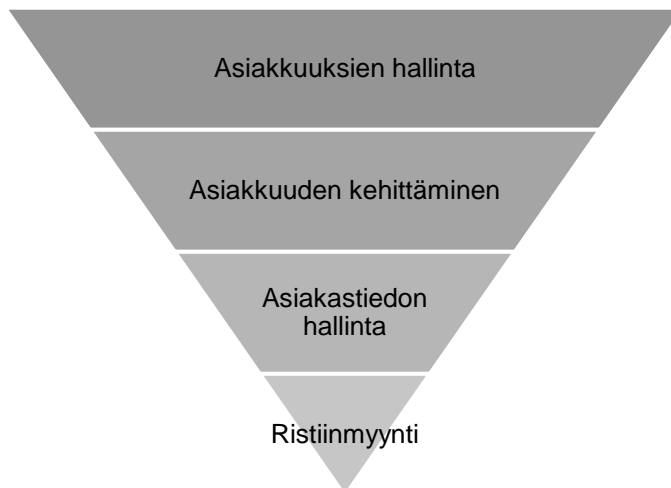 Asiakkuuksien hallinta
Asiakkuuden kehittäminen
Asiakastiedon
hallinta
Ristiinmyynti